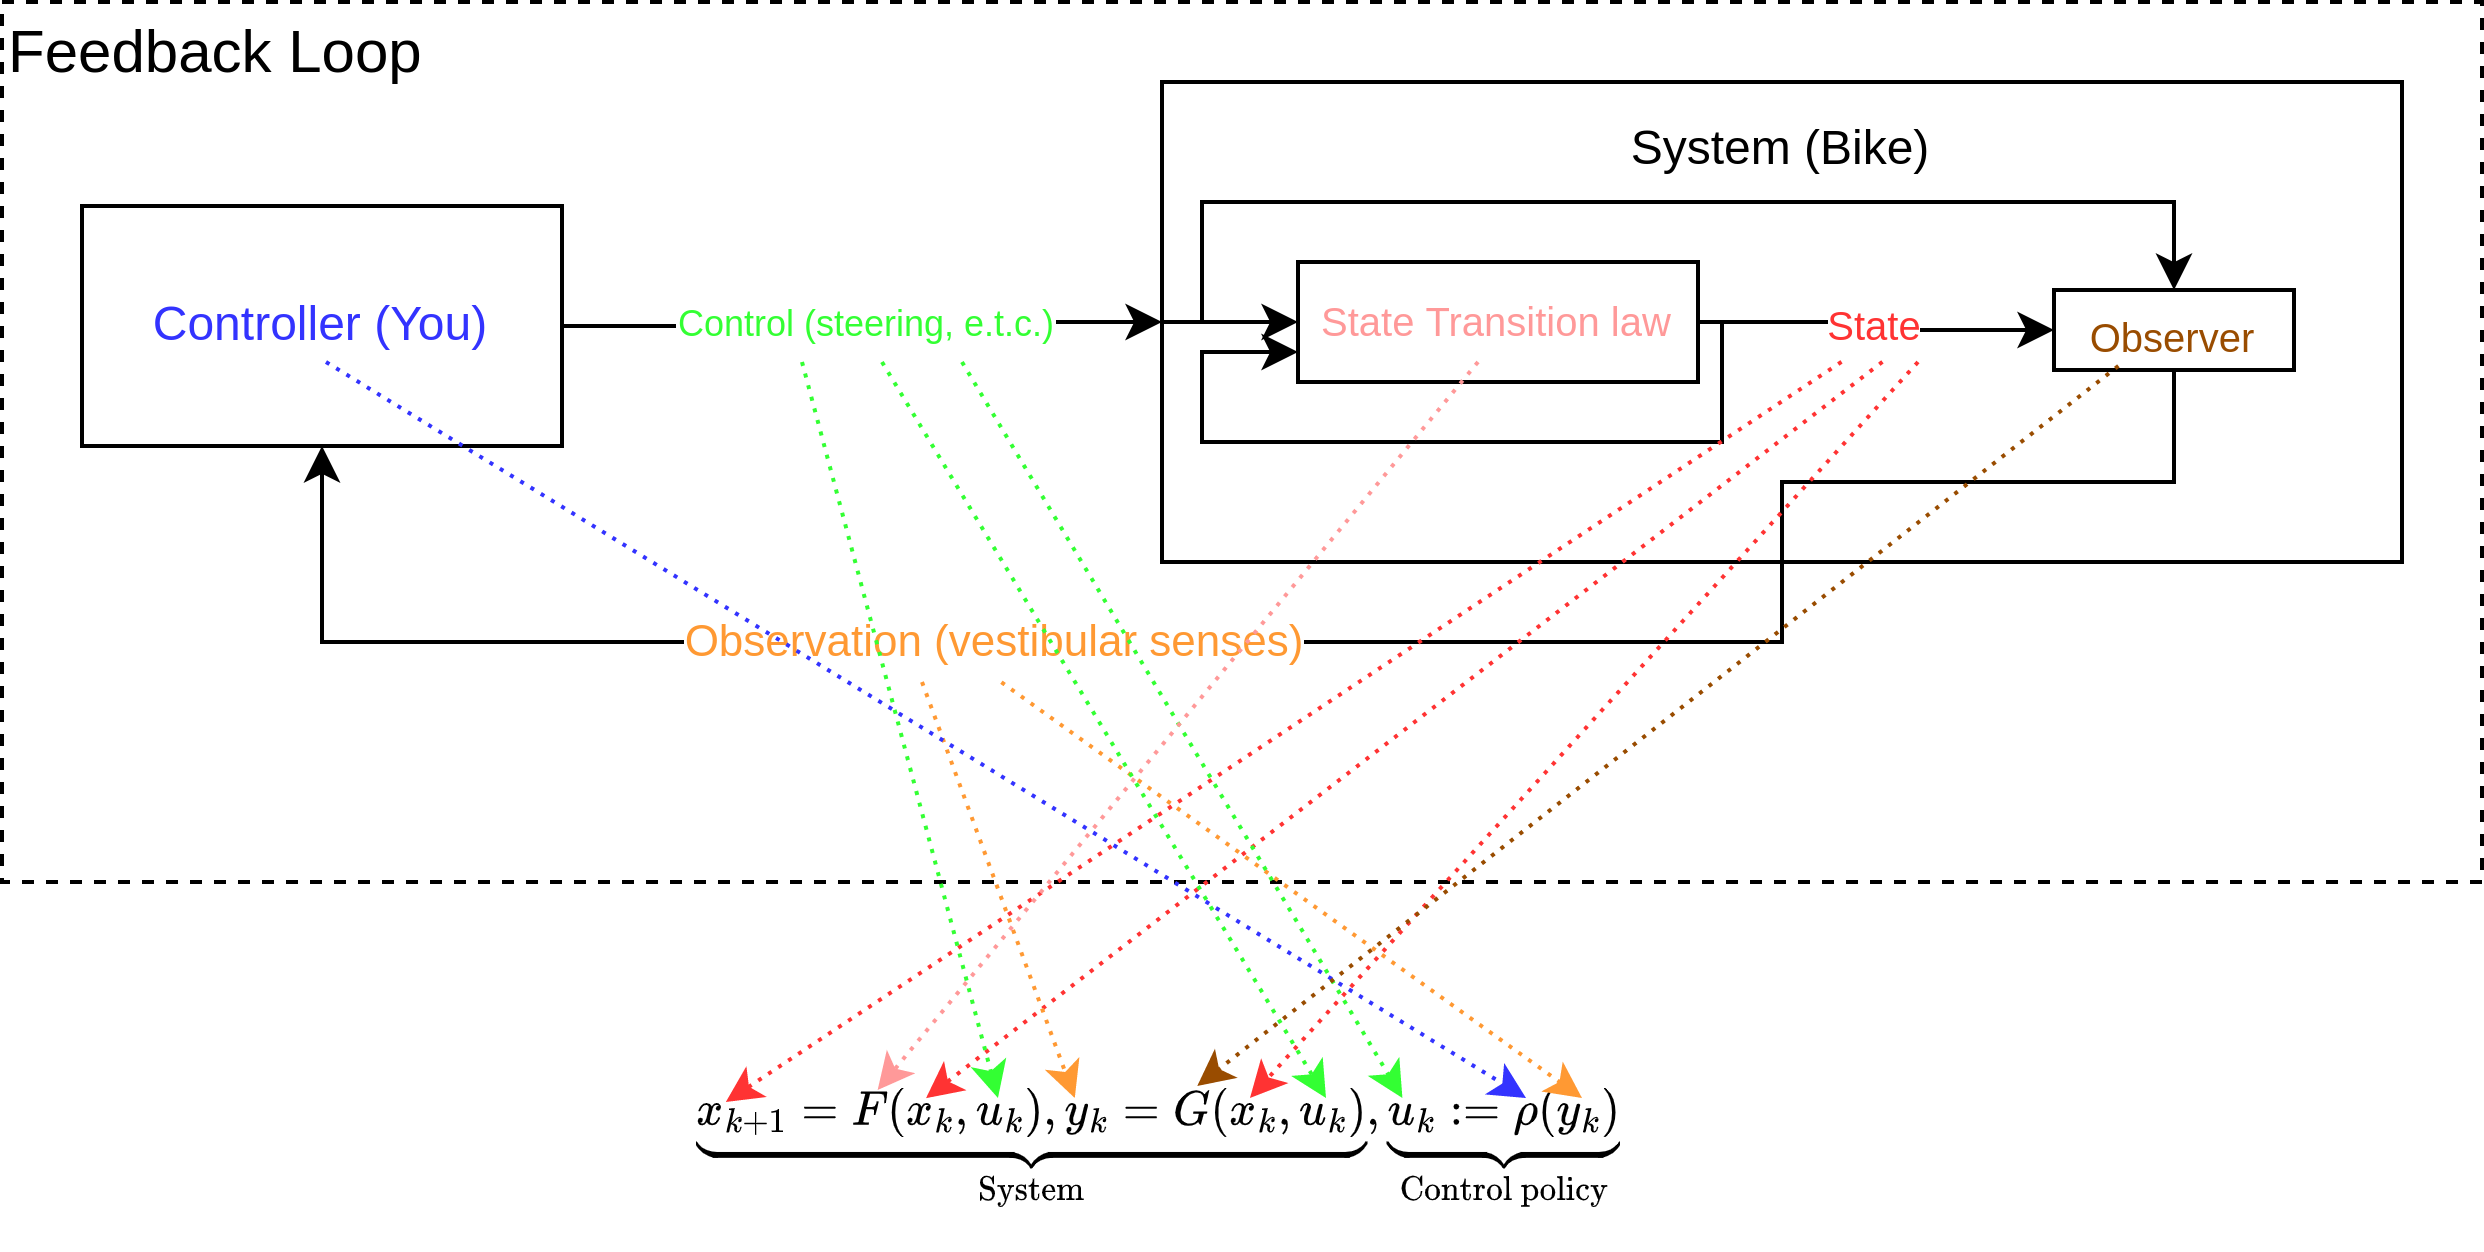 Feedback Loop
System (Bike)
Controller (You)
Control (steering, e.t.c.)
State Transition law
State
Observer
Observation (vestibular senses)
x_{k+1} = F(x_k, u_k), y_k = G(x_k, u_k), u_k := ρ(y_k)
System
Control policy